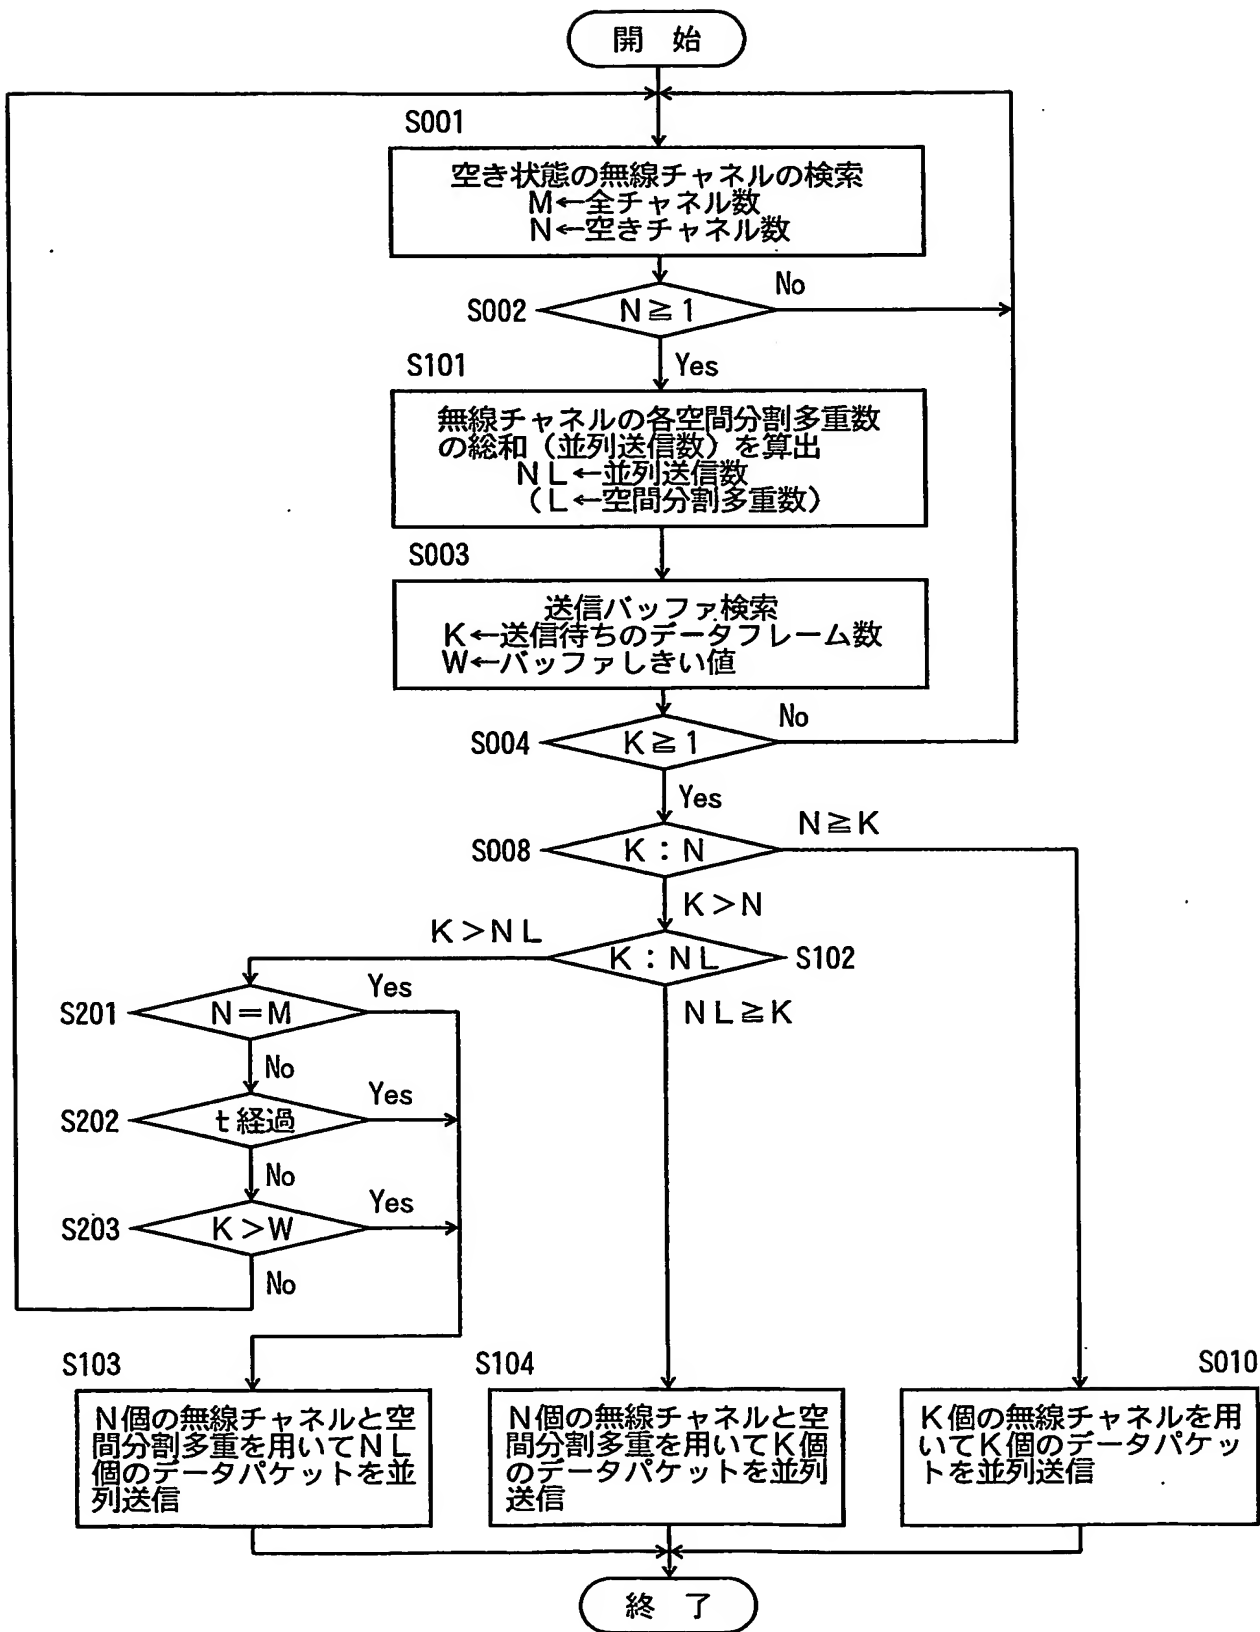 開 始
S001
空き状態の無線チャネルの検索
M←全チャネル数
N←空きチャネル数
No
S002
N≧1
Yes
S101
無線チャネルの各空間分割多重数
の総和（並列送信数）を算出
NL←並列送信数
（L←空間分割多重数）
S003
送信バッファ検索
K←送信待ちのデータフレーム数
W←バッファしきい値
No
S004
K≧1
Yes
N≧K
S008
K：N
K＞N
K＞NL
K：NL
S102
NL≧K
S201
N＝M
Yes
No
S202
t経過
Yes
No
S203
K＞W
Yes
No
S103
N個の無線チャネルと空
間分割多重を用いてNL
個のデータパケットを並
列送信
S104
N個の無線チャネルと空
間分割多重を用いてK個
のデータパケットを並列
送信
S010
K個の無線チャネルを用
いてK個のデータパケッ
トを並列送信
終 了